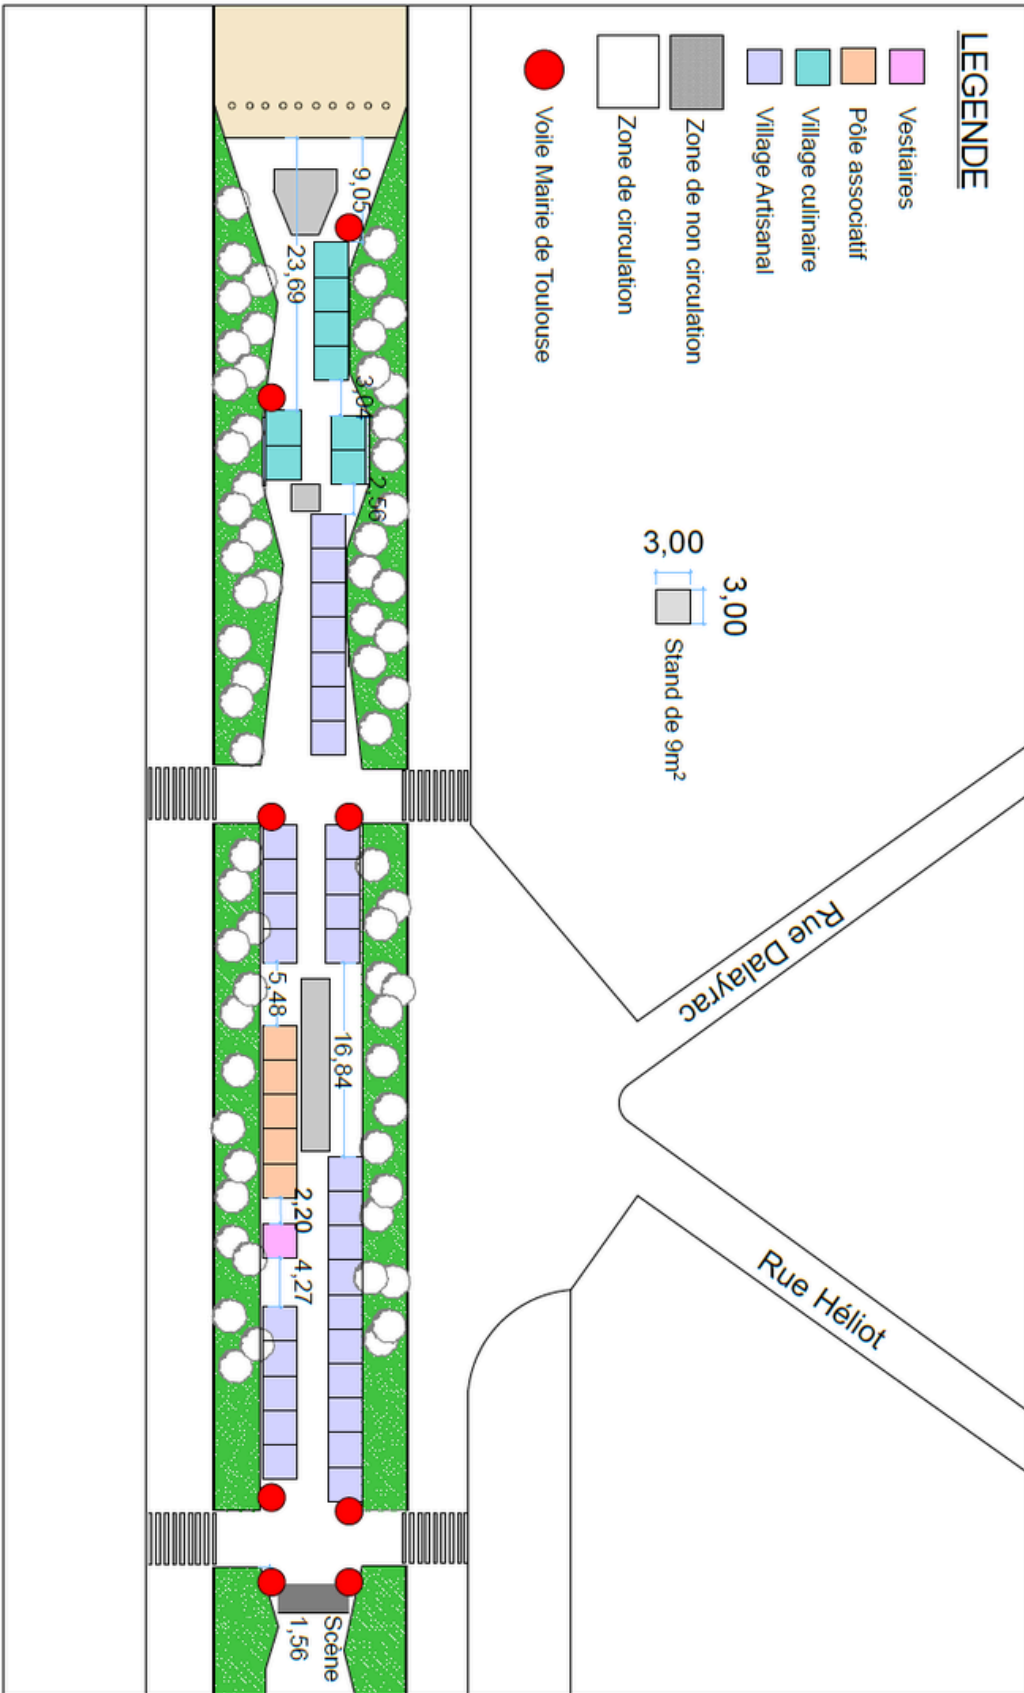 LEGENDE
Vestiaires
Pôle associatif
Village culinaire
Village Artisanal
Zone de non circulation
Zone de circulation
Voile Mairie de Toulouse
3,00
3,00
Stand de 9m²
Rue Dalayrac
Rue Héliot
9,05
23,69
3,04
2,56
5,48
16,84
2,20
4,27
Scène
1,56